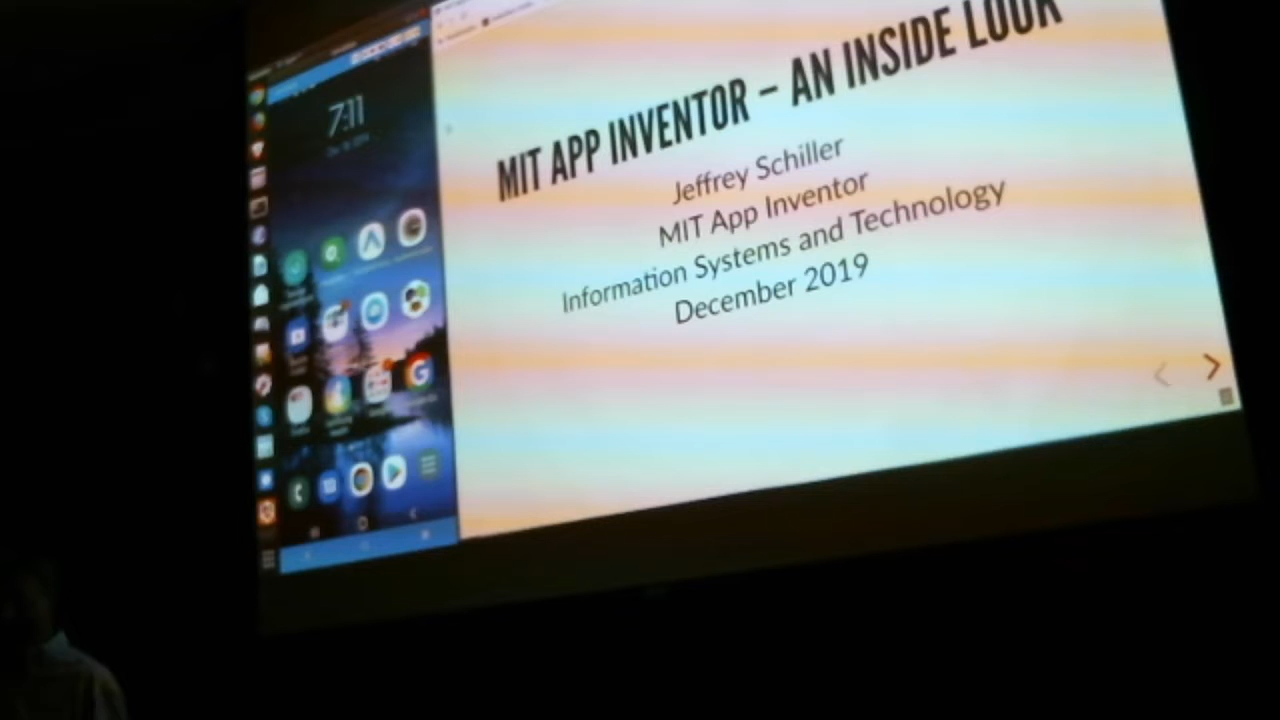 7:11
MIT APP INVENTOR – AN INSIDE LOOK
Jeffrey Schiller
MIT App Inventor
Information Systems and Technology
December 2019